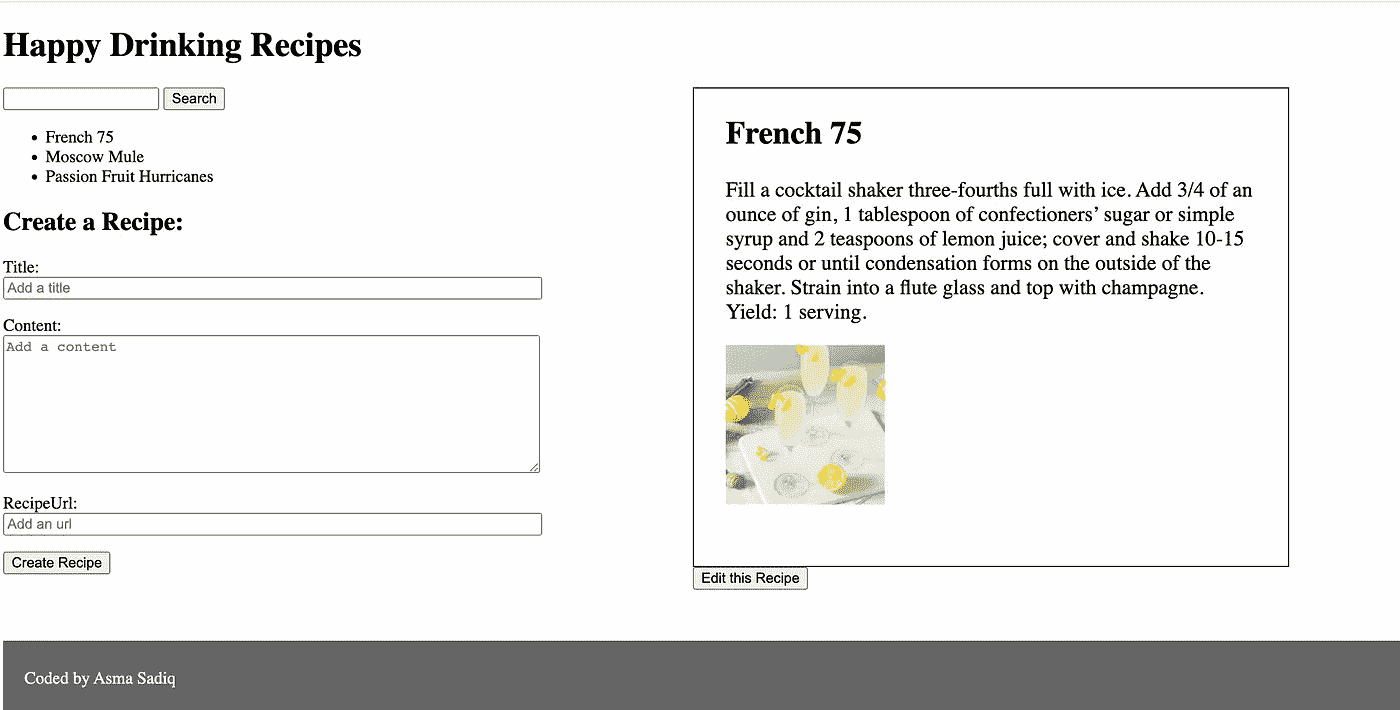 Happy Drinking Recipes
Search
French 75
Moscow Mule
Passion Fruit Hurricanes
Create a Recipe:
Title:
Add a title
Content:
Add a content
RecipeUrl:
Add an url
Create Recipe
French 75
Fill a cocktail shaker three-fourths full with ice. Add 3/4 of an
ounce of gin, 1 tablespoon of confectioners’ sugar or simple
syrup and 2 teaspoons of lemon juice; cover and shake 10-15
seconds or until condensation forms on the outside of the
shaker. Strain into a flute glass and top with champagne.
Yield: 1 serving.
Edit this Recipe
Coded by Asma Sadiq